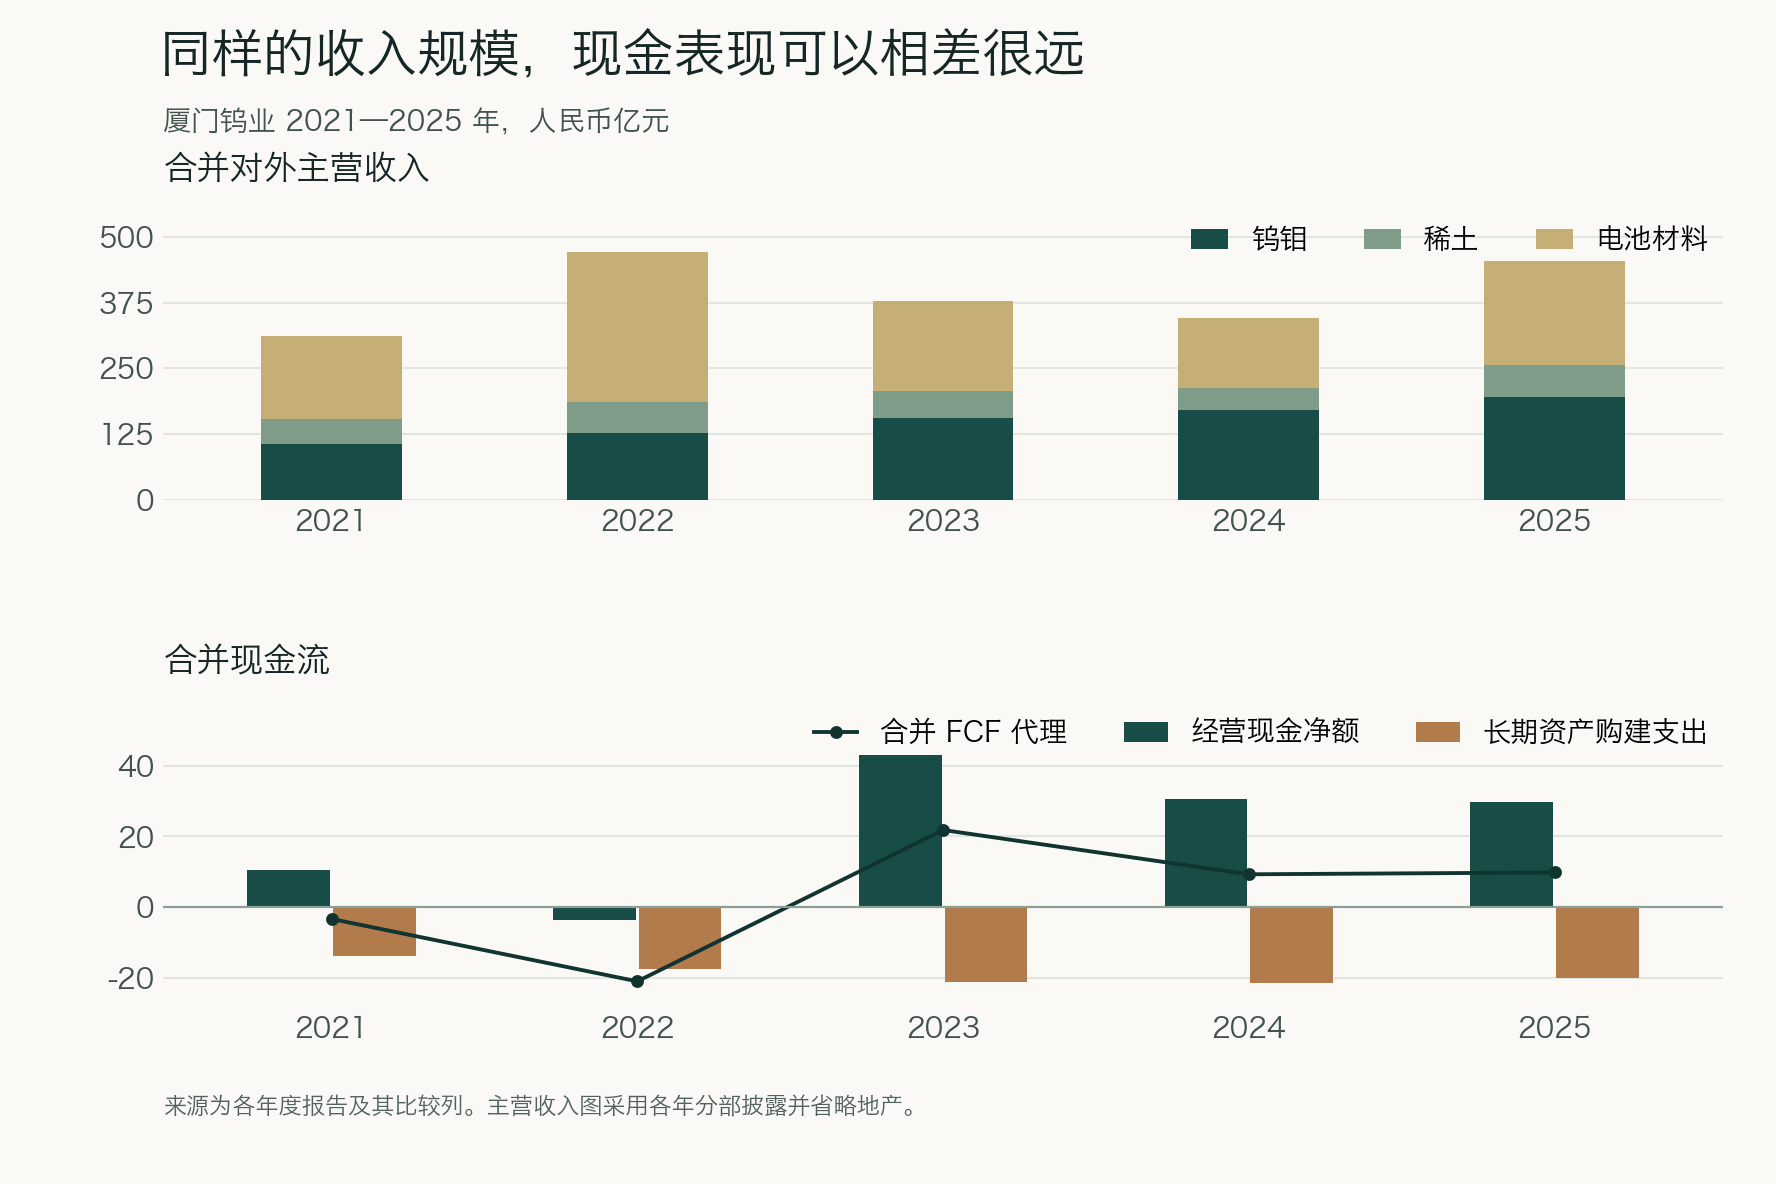 同样的收入规模，现金表现可以相差很远
厦门钨业 2021—2025 年，人民币亿元
合并对外主营收入
钨钼 稀土 电池材料
500
375
250
125
0
2021 2022 2023 2024 2025
合并现金流
合并 FCF 代理 经营现金净额 长期资产购建支出
40
20
0
-20
2021 2022 2023 2024 2025
来源为各年度报告及其比较列。主营收入图采用各年分部披露并省略地产。